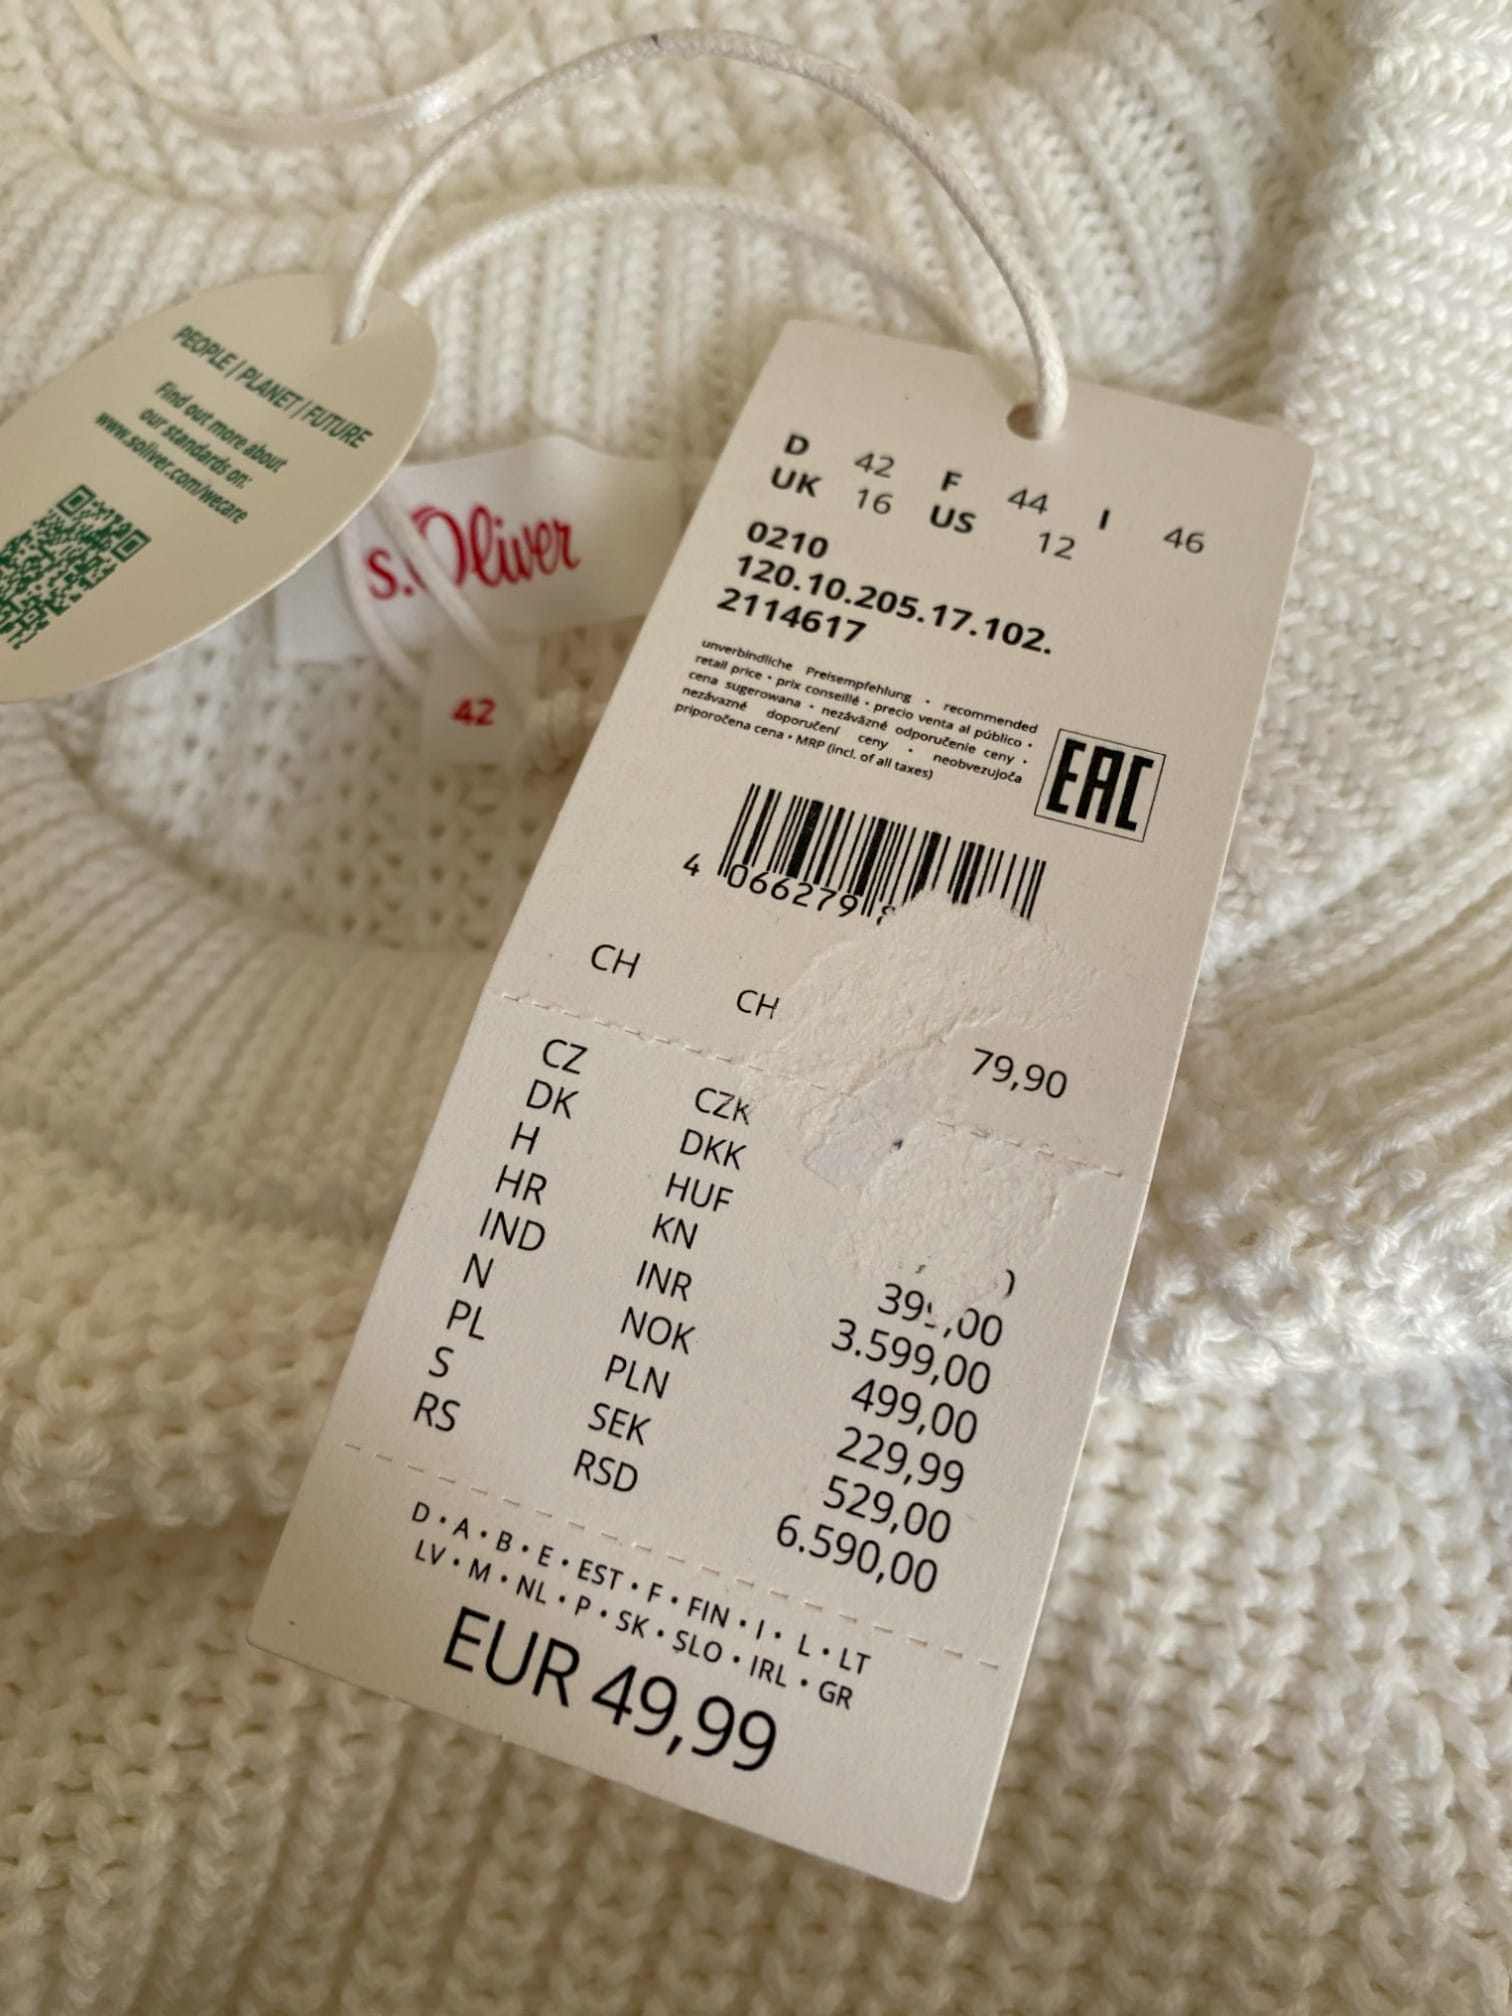 PEOPLE | PLANET | FUTURE
Find out more about
our standards on:
www.soliver.com/wecare
s.Oliver
42
D 42 F 44 I 46
UK 16 US 12
0210
120.10.205.17.102.
2114617
unverbindliche Preisempfehlung • recommended
retail price • prix conseillé • precio venta al público •
cena sugerowana • nezáväzné odporučenie ceny •
nezávazné doporučení ceny • neobvezujoča
priporočena cena • MRP (incl. of all taxes)
EAC
4 066279
CH CH 79,90
CZ CZK
DK DKK
H HUF
HR KN
IND INR 3.599,00
N NOK 499,00
PL PLN 229,99
S SEK 529,00
RS RSD 6.590,00
D • A • B • E • EST • F • FIN • I • L • LT
LV • M • NL • P • SK • SLO • IRL • GR
EUR 49,99